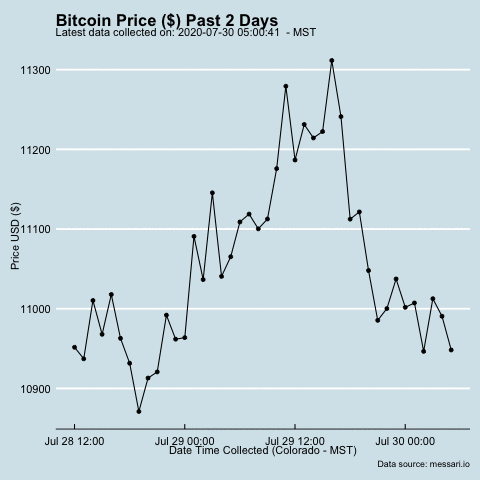 Bitcoin Price ($) Past 2 Days
Latest data collected on: 2020-07-30 05:00:41  - MST
11300
11200
11100
11000
10900
Price USD ($)
Jul 28 12:00 Jul 29 00:00 Jul 29 12:00 Jul 30 00:00
Date Time Collected (Colorado - MST)
Data source: messari.io